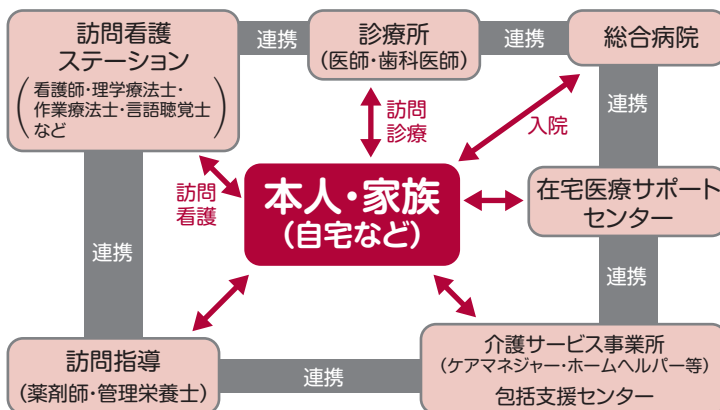 訪問看護
ステーション
(看護師・理学療法士・
作業療法士・言語聴覚士
など)
連携
診療所
(医師・歯科医師)
連携
総合病院
訪問
診療
入院
連携
訪問
看護
本人・家族
(自宅など)
在宅医療サポート
センター
連携
連携
訪問指導
(薬剤師・管理栄養士)
連携
介護サービス事業所
(ケアマネジャー・ホームヘルパー等)
包括支援センター